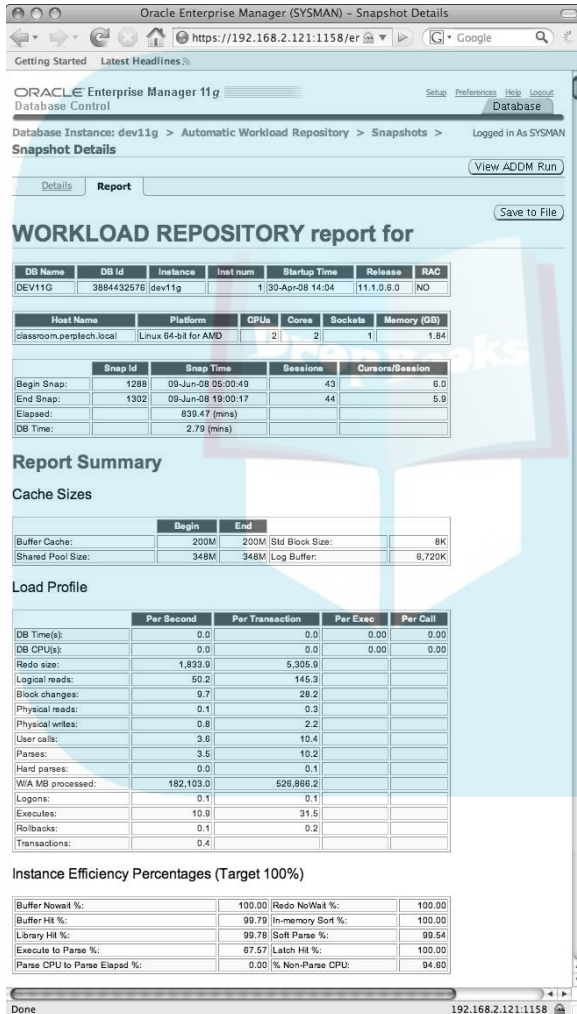 Oracle Enterprise Manager (SYSMAN) – Snapshot Details
https://192.168.2.121:1158/er
Google
Getting Started Latest Headlines
ORACLE Enterprise Manager 11g
Database Control
Setup Preferences Help Logout
Database
Database Instance: dev11g > Automatic Workload Repository > Snapshots > Logged in As SYSMAN
Snapshot Details
View ADDM Run
Details Report
Save to File
WORKLOAD REPOSITORY report for
DB Name DB Id Instance Inst num Startup Time Release RAC
DEV11G 3884432576 dev11g 1 30-Apr-08 14:04 11.1.0.6.0 NO
Host Name Platform CPUs Cores Sockets Memory (GB)
classroom.perptech.local Linux 64-bit for AMD 2 2 1 1.84
DropBooks
Snap Id Snap Time Sessions Cursors/Session
Begin Snap: 1288 09-Jun-08 05:00:49 43 6.0
End Snap: 1302 09-Jun-08 19:00:17 44 5.9
Elapsed: 839.47 (mins)
DB Time: 2.79 (mins)
Report Summary
Cache Sizes
Begin End
Buffer Cache: 200M 200M Std Block Size: 8K
Shared Pool Size: 348M 348M Log Buffer: 6,720K
Load Profile
Per Second Per Transaction Per Exec Per Call
DB Time(s): 0.0 0.0 0.00 0.00
DB CPU(s): 0.0 0.0 0.00 0.00
Redo size: 1,833.9 5,305.9
Logical reads: 50.2 145.3
Block changes: 9.7 28.2
Physical reads: 0.1 0.3
Physical writes: 0.8 2.2
User calls: 3.6 10.4
Parses: 3.5 10.2
Hard parses: 0.0 0.1
W/A MB processed: 182,103.0 526,866.2
Logons: 0.1 0.1
Executes: 10.9 31.5
Rollbacks: 0.1 0.2
Transactions: 0.4
Instance Efficiency Percentages (Target 100%)
Buffer Nowait %: 100.00 Redo NoWait %: 100.00
Buffer Hit %: 99.79 In-memory Sort %: 100.00
Library Hit %: 99.78 Soft Parse %: 99.54
Execute to Parse %: 67.57 Latch Hit %: 100.00
Parse CPU to Parse Elapsd %: 0.00 % Non-Parse CPU: 94.60
Done 192.168.2.121:1158